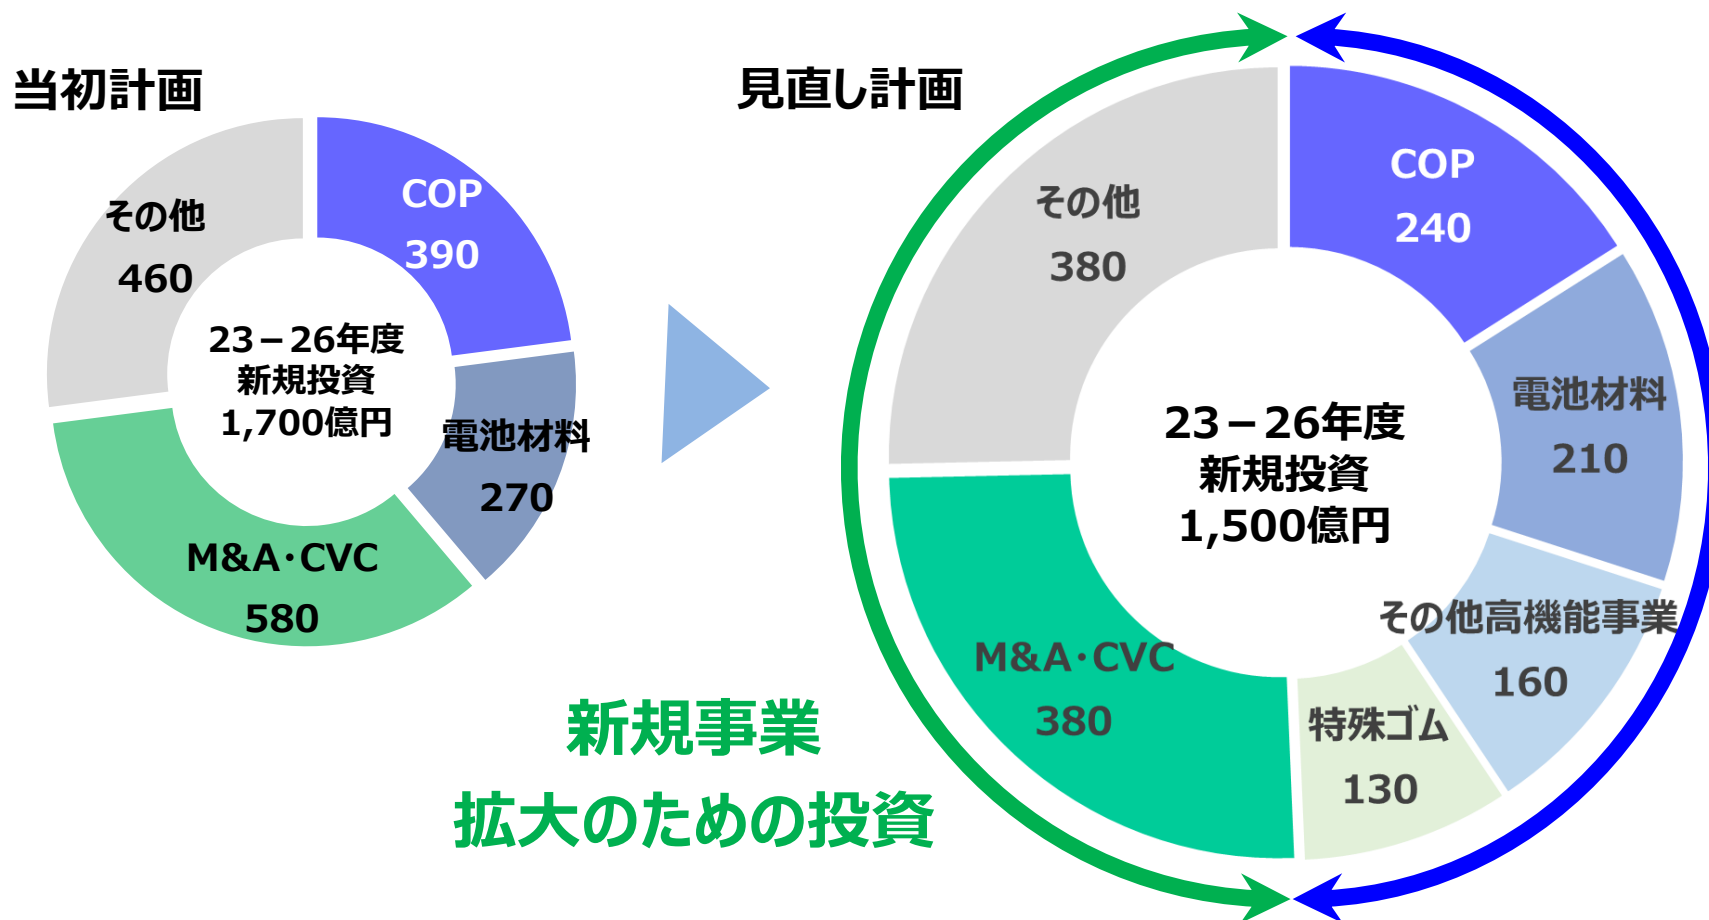 当初計画
COP
390
その他
460
23－26年度
新規投資
1,700億円
電池材料
270
M&A・CVC
580
見直し計画
COP
240
その他
380
電池材料
210
23－26年度
新規投資
1,500億円
その他高機能事業
160
M&A・CVC
380
特殊ゴム
130
新規事業
拡大のための投資